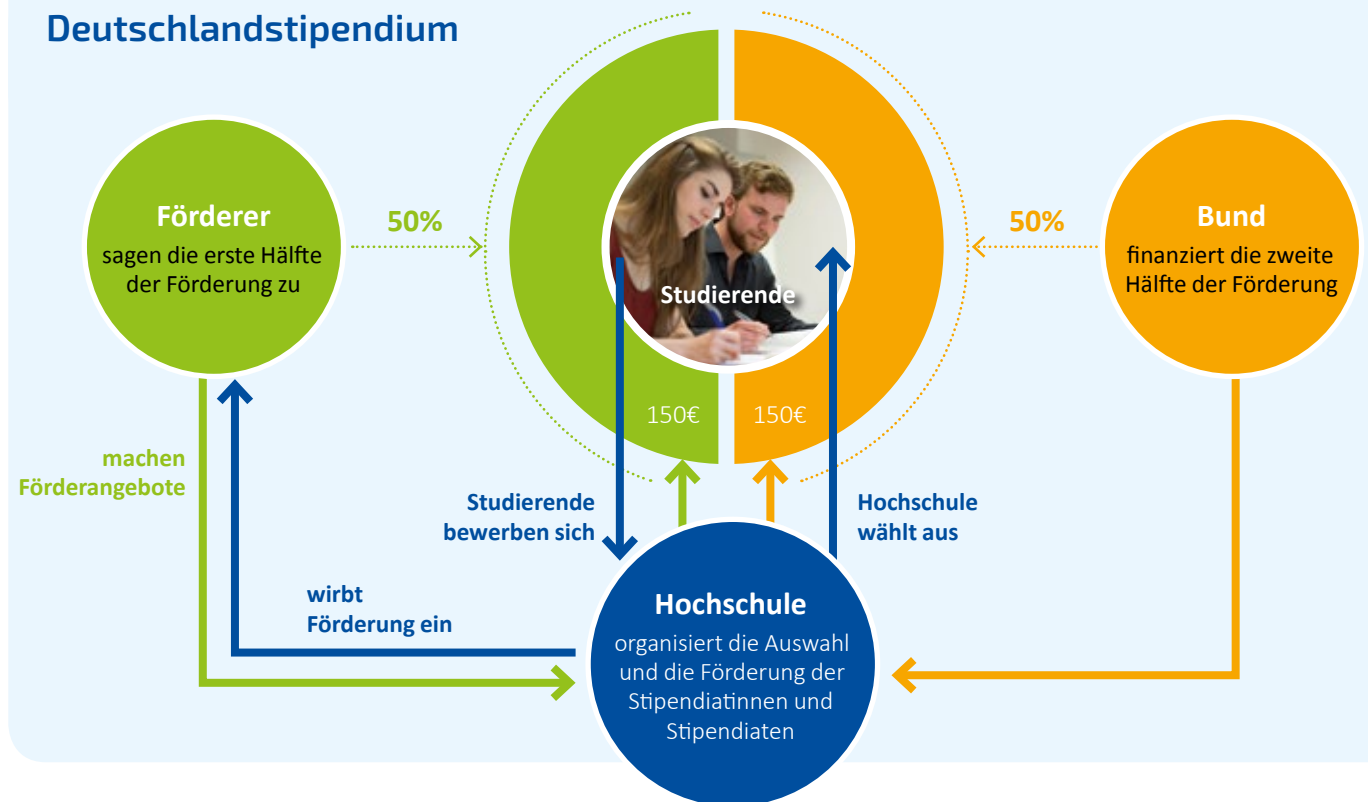 Deutschlandstipendium
Förderer
sagen die erste Hälfte
der Förderung zu
50%
Studierende
50%
Bund
finanziert die zweite
Hälfte der Förderung
150€
150€
machen
Förderangebote
Studierende
bewerben sich
Hochschule
wählt aus
wirbt
Förderung ein
Hochschule
organisiert die Auswahl
und die Förderung der
Stipendiatinnen und
Stipendiaten